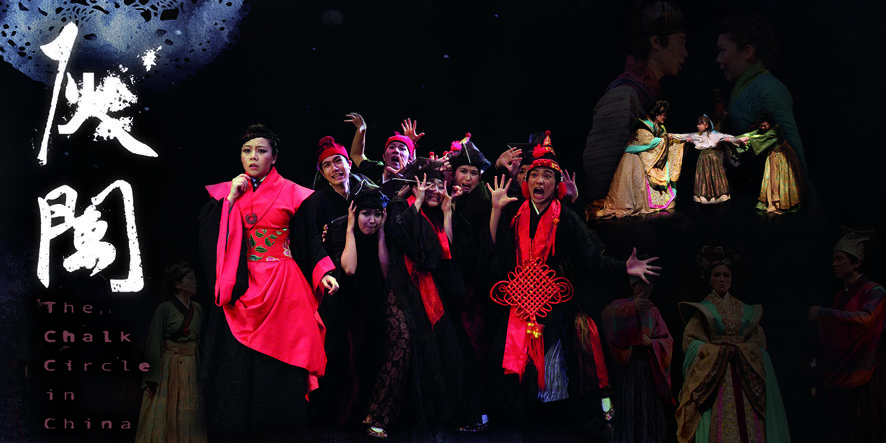 灰
闌
The
Chalk
Circle
in
China